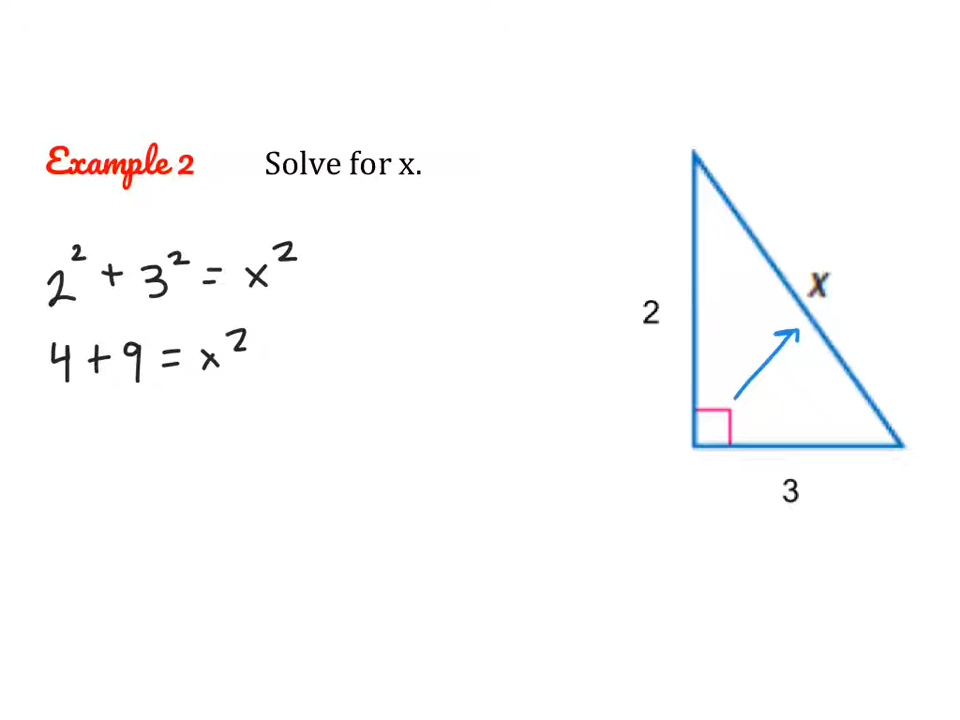 Example 2 Solve for x.
2² + 3² = x²
4 + 9 = x²
x
2
3